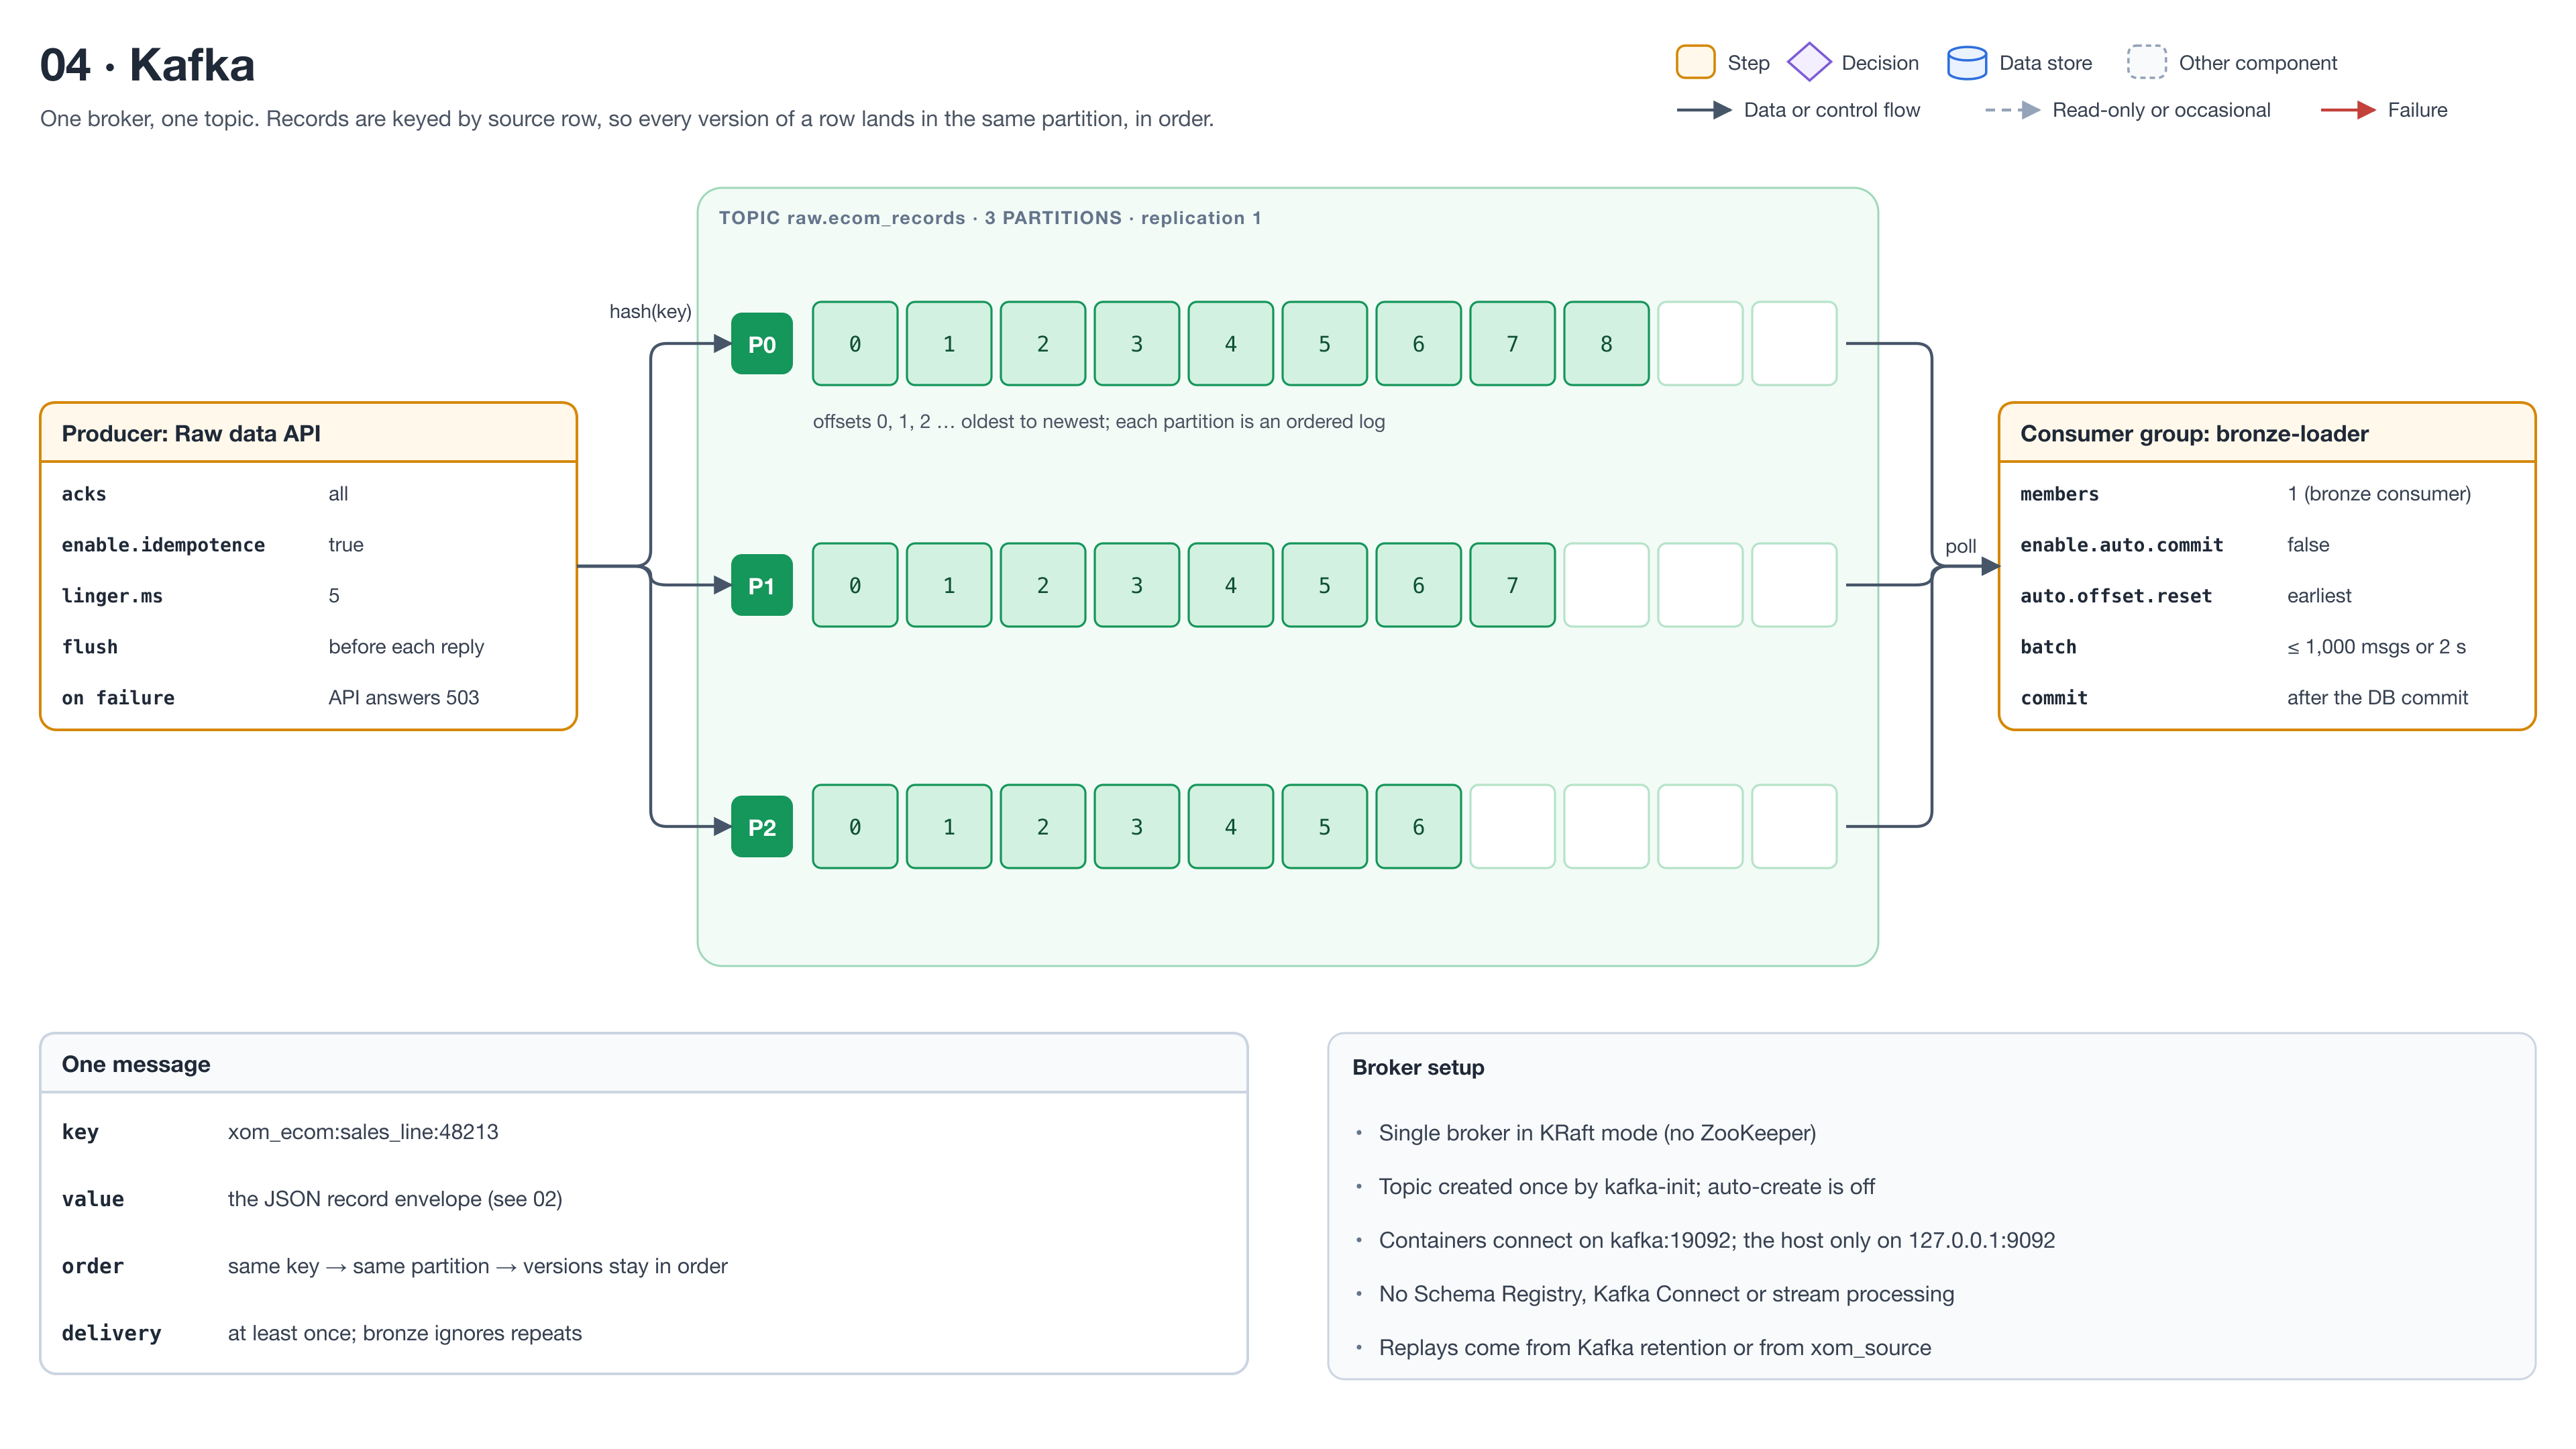 04 · Kafka
One broker, one topic. Records are keyed by source row, so every version of a row lands in the same partition, in order.
Step
Decision
Data store
Other component
Data or control flow
Read-only or occasional
Failure
TOPIC raw.ecom_records · 3 PARTITIONS · replication 1
hash(key)
P0
0 1 2 3 4 5 6 7 8
offsets 0, 1, 2 … oldest to newest; each partition is an ordered log
P1
0 1 2 3 4 5 6 7
P2
0 1 2 3 4 5 6
poll
Producer: Raw data API
acks all
enable.idempotence true
linger.ms 5
flush before each reply
on failure API answers 503
Consumer group: bronze-loader
members 1 (bronze consumer)
enable.auto.commit false
auto.offset.reset earliest
batch ≤ 1,000 msgs or 2 s
commit after the DB commit
One message
key xom_ecom:sales_line:48213
value the JSON record envelope (see 02)
order same key → same partition → versions stay in order
delivery at least once; bronze ignores repeats
Broker setup
• Single broker in KRaft mode (no ZooKeeper)
• Topic created once by kafka-init; auto-create is off
• Containers connect on kafka:19092; the host only on 127.0.0.1:9092
• No Schema Registry, Kafka Connect or stream processing
• Replays come from Kafka retention or from xom_source